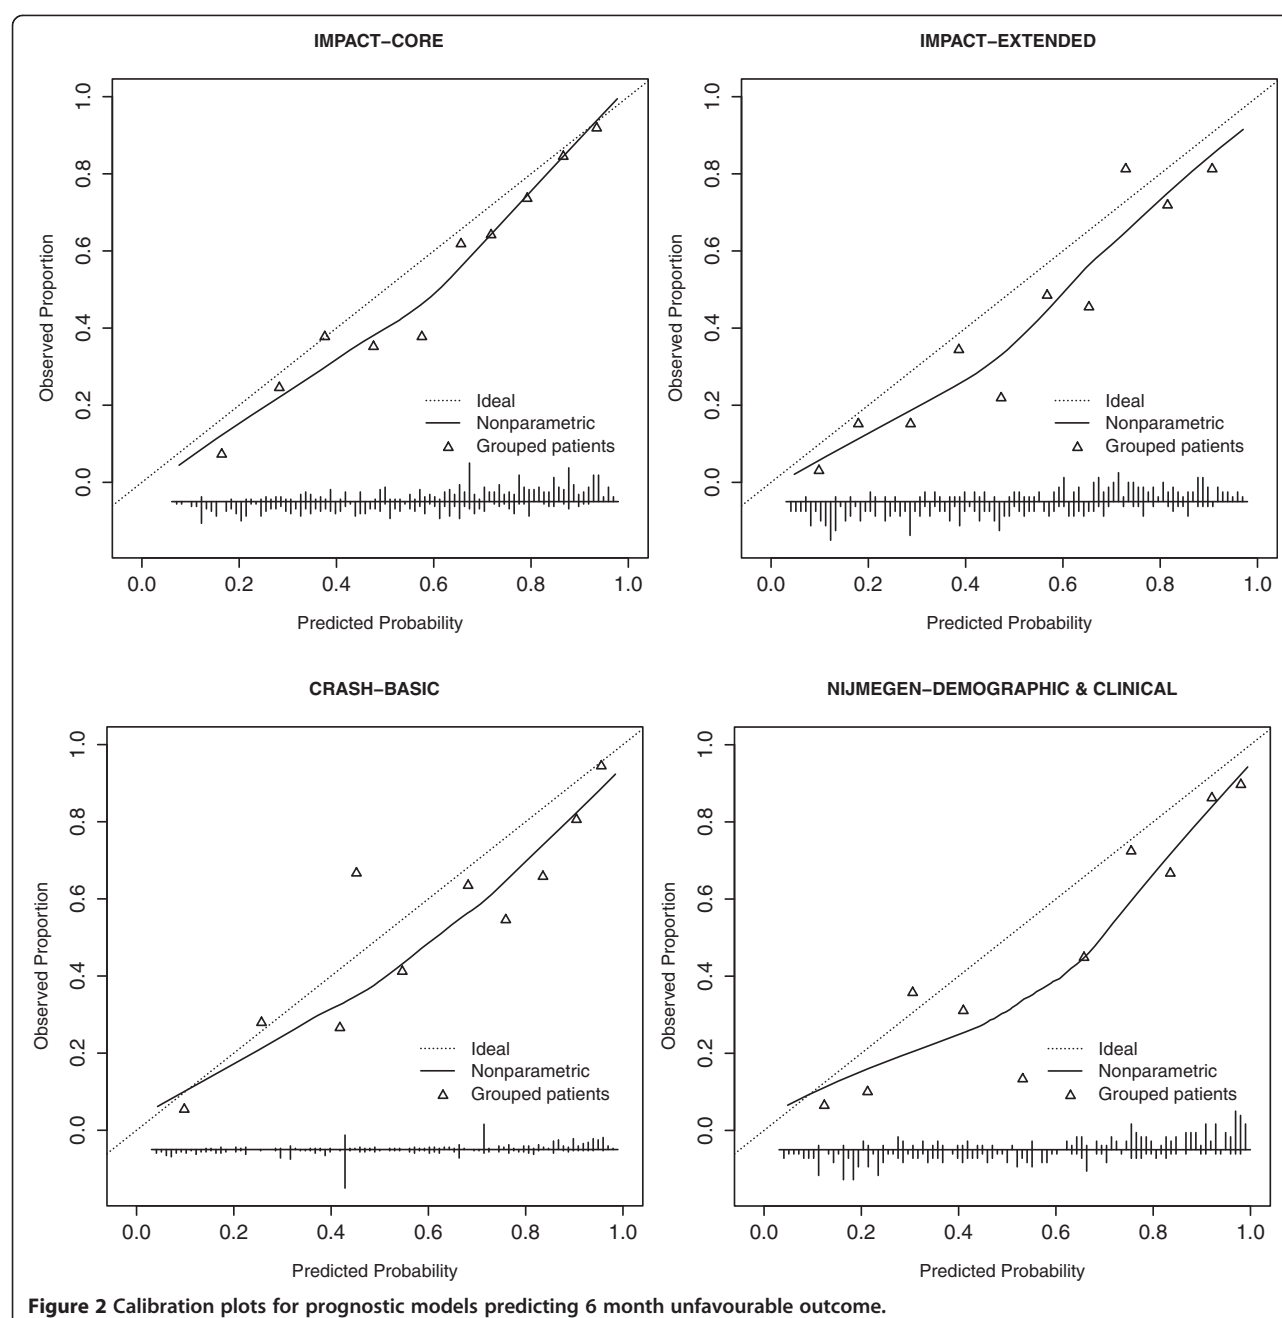 IMPACT–CORE
Observed Proportion
1.0
0.8
0.6
0.4
0.2
0.0
Ideal
Nonparametric
Grouped patients
0.0 0.2 0.4 0.6 0.8 1.0
Predicted Probability
IMPACT–EXTENDED
Observed Proportion
1.0
0.8
0.6
0.4
0.2
0.0
Ideal
Nonparametric
Grouped patients
0.0 0.2 0.4 0.6 0.8 1.0
Predicted Probability
CRASH–BASIC
Observed Proportion
1.0
0.8
0.6
0.4
0.2
0.0
Ideal
Nonparametric
Grouped patients
0.0 0.2 0.4 0.6 0.8 1.0
Predicted Probability
NIJMEGEN–DEMOGRAPHIC & CLINICAL
Observed Proportion
1.0
0.8
0.6
0.4
0.2
0.0
Ideal
Nonparametric
Grouped patients
0.0 0.2 0.4 0.6 0.8 1.0
Predicted Probability
Figure 2 Calibration plots for prognostic models predicting 6 month unfavourable outcome.